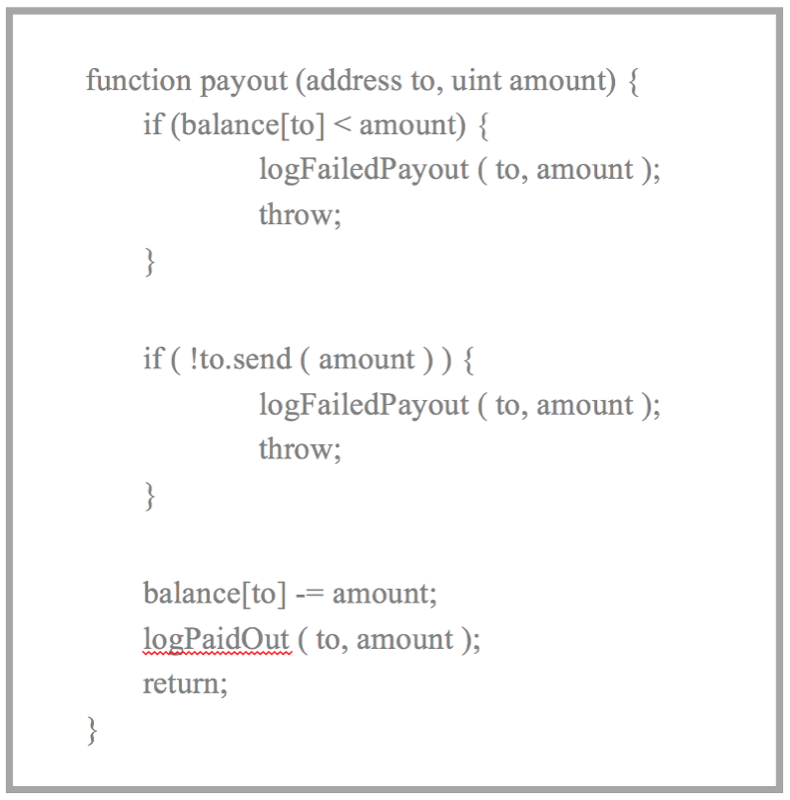 function payout (address to, uint amount) {
if (balance[to] < amount) {
logFailedPayout ( to, amount );
throw;
}
if ( !to.send ( amount ) ) {
logFailedPayout ( to, amount );
throw;
}
balance[to] -= amount;
logPaidOut ( to, amount );
return;
}